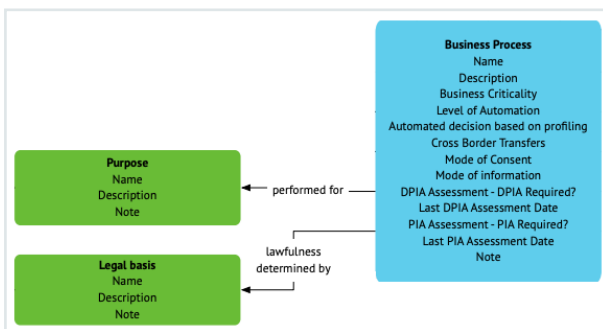 Business Process
Name
Description
Business Criticality
Level of Automation
Automated decision based on profiling
Cross Border Transfers
Mode of Consent
Mode of information
DPIA Assessment - DPIA Required?
Last DPIA Assessment Date
PIA Assessment - PIA Required?
Last PIA Assessment Date
Note
Purpose
Name
Description
Note
performed for
lawfulness
determined by
Legal basis
Name
Description
Note